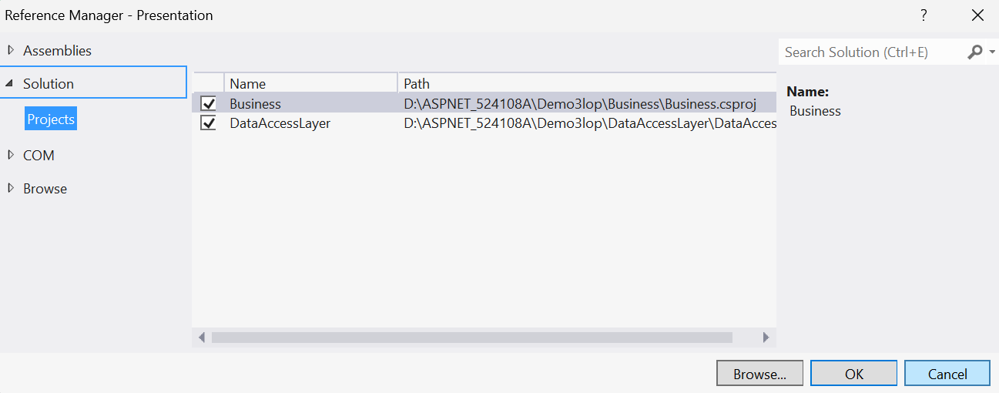 Reference Manager - Presentation ?
Assemblies
Search Solution (Ctrl+E)
Solution
Name Path
Business D:\ASPNET_524108A\Demo3lop\Business\Business.csproj
DataAccessLayer D:\ASPNET_524108A\Demo3lop\DataAccessLayer\DataAcces
Projects
COM
Browse
Name:
Business
Browse... OK Cancel